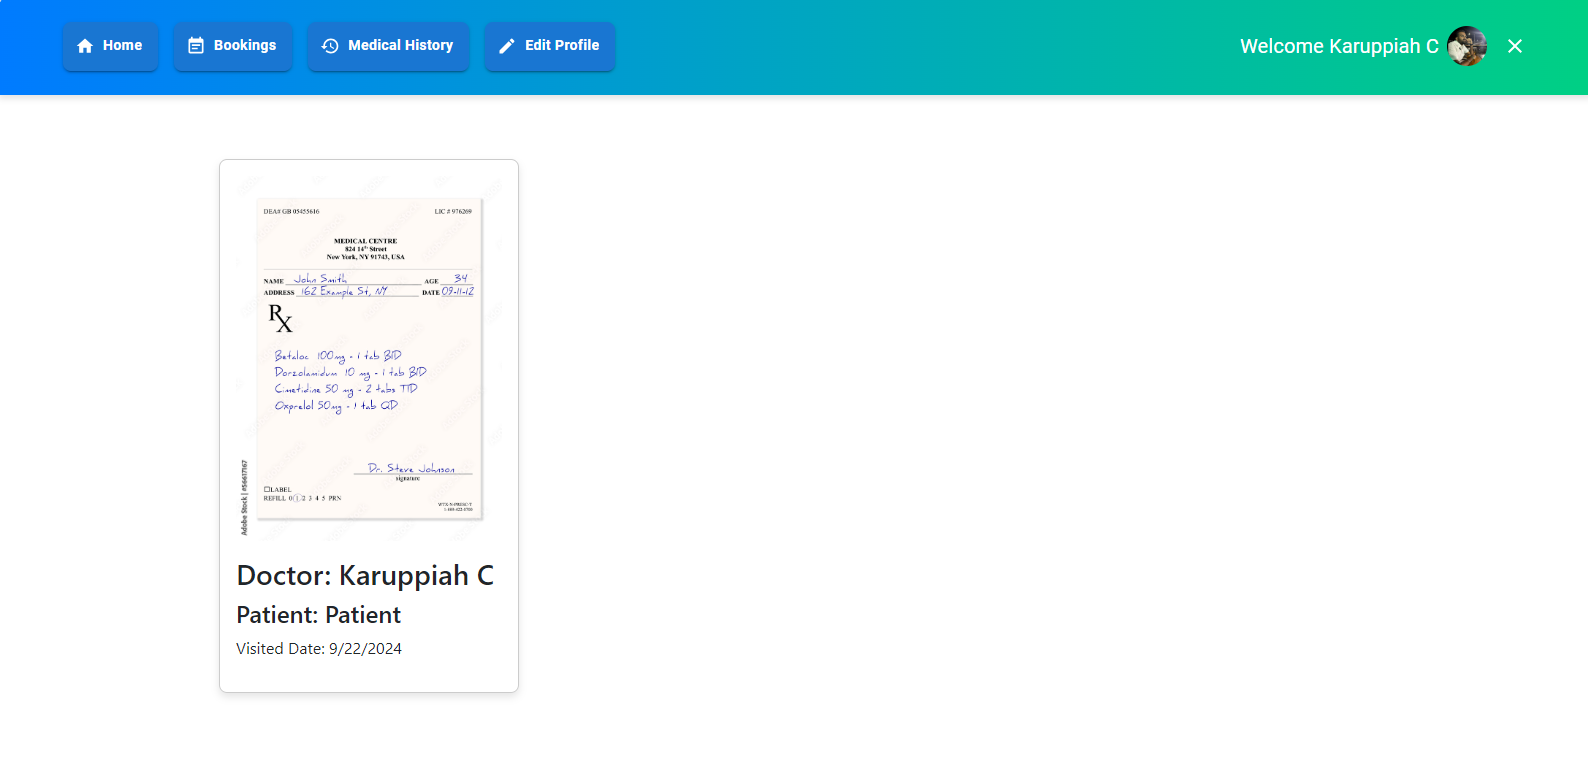 Home Bookings Medical History Edit Profile Welcome Karuppiah C
DEA# GB 05455616 LIC # 976269
MEDICAL CENTRE
824 14th Street
New York, NY 91743, USA
NAME John Smith AGE 34
ADDRESS 162 Example St, NY DATE 09-11-12
RX
Betaloc 100mg - 1 tab BID
Dorzolamidum 10 mg - 1 tab BID
Cimetidine 50 mg - 2 tabs TID
Oxprelol 50mg - 1 tab QD
Dr. Steve Johnson
signature
LABEL
REFILL 0 1 2 3 4 5 PRN
Adobe Stock | #56617167
Doctor: Karuppiah C
Patient: Patient
Visited Date: 9/22/2024